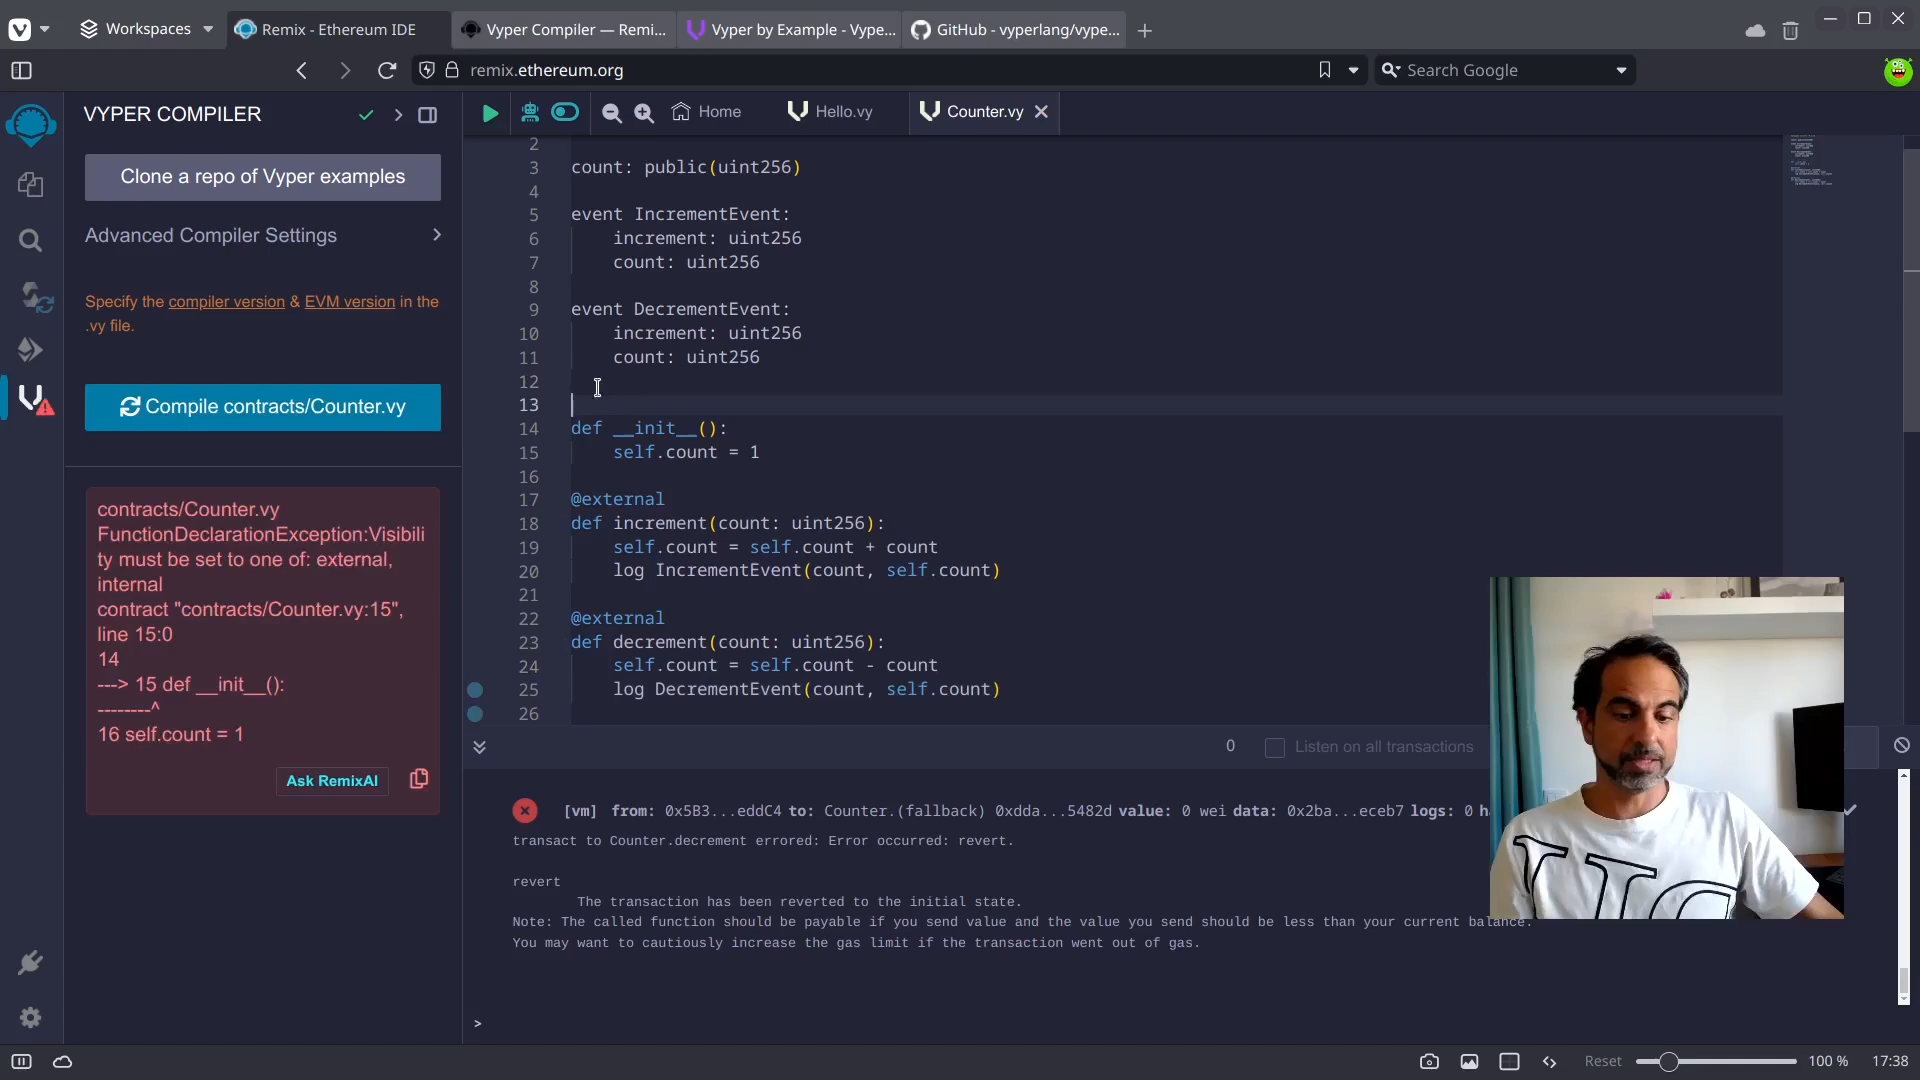 Workspaces
Remix - Ethereum IDE
Vyper Compiler — Remi...
Vyper by Example - Vype...
GitHub - vyperlang/vype...
remix.ethereum.org
Search Google
VYPER COMPILER
Home
Hello.vy
Counter.vy
Clone a repo of Vyper examples
Advanced Compiler Settings
Specify the compiler version & EVM version in the
.vy file.
Compile contracts/Counter.vy
contracts/Counter.vy
FunctionDeclarationException:Visibili
ty must be set to one of: external,
internal
contract "contracts/Counter.vy:15",
line 15:0
14
---> 15 def __init__():
--------^
16 self.count = 1
Ask RemixAI
2
3 count: public(uint256)
4
5 event IncrementEvent:
6 increment: uint256
7 count: uint256
8
9 event DecrementEvent:
10 increment: uint256
11 count: uint256
12
13
14 def __init__():
15 self.count = 1
16
17 @external
18 def increment(count: uint256):
19 self.count = self.count + count
20 log IncrementEvent(count, self.count)
21
22 @external
23 def decrement(count: uint256):
24 self.count = self.count - count
25 log DecrementEvent(count, self.count)
26
0
Listen on all transactions
[vm] from: 0x5B3...eddC4 to: Counter.(fallback) 0xdda...5482d value: 0 wei data: 0x2ba...eceb7 logs: 0
transact to Counter.decrement errored: Error occurred: revert.
revert
The transaction has been reverted to the initial state.
Note: The called function should be payable if you send value and the value you send should be less than your current balance.
You may want to cautiously increase the gas limit if the transaction went out of gas.
>
Reset
100 %
17:38